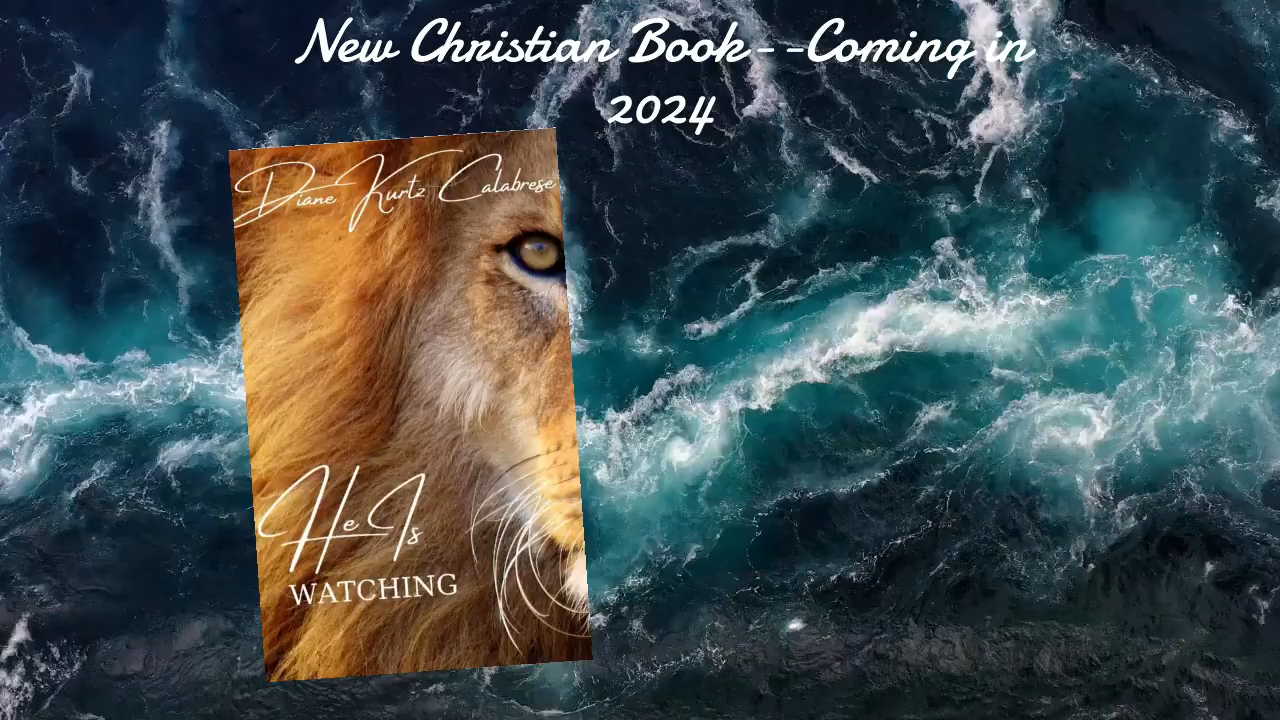 New Christian Book--Coming in
2024
Diane Kurtz Calabrese
He Is
WATCHING